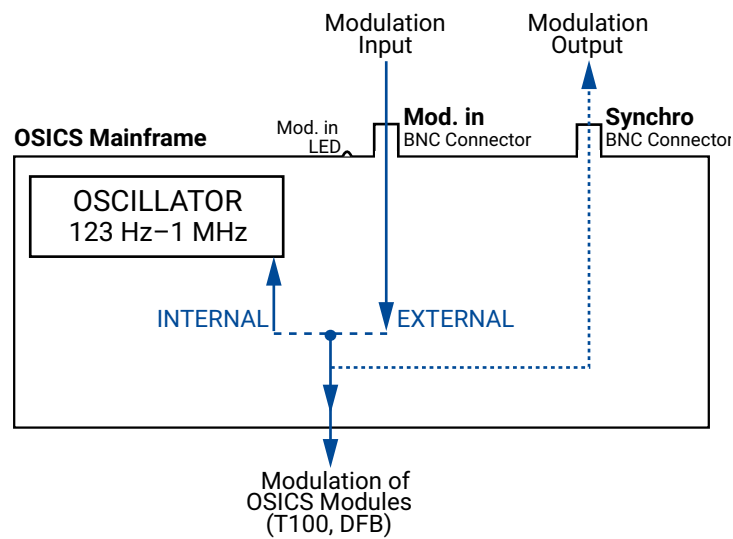 Modulation
Input
Modulation
Output
OSICS Mainframe
Mod. in
LED
Mod. in
BNC Connector
Synchro
BNC Connector
OSCILLATOR
123 Hz–1 MHz
INTERNAL
EXTERNAL
Modulation of
OSICS Modules
(T100, DFB)